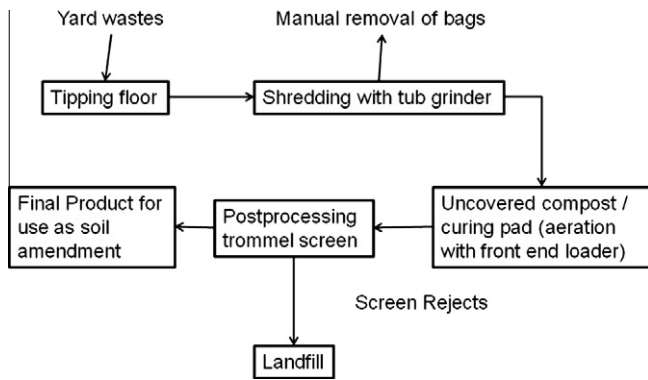 Yard wastes
Manual removal of bags
Tipping floor
Shredding with tub grinder
Final Product for
use as soil
amendment
Postprocessing
trommel screen
Uncovered compost /
curing pad (aeration
with front end loader)
Screen Rejects
Landfill